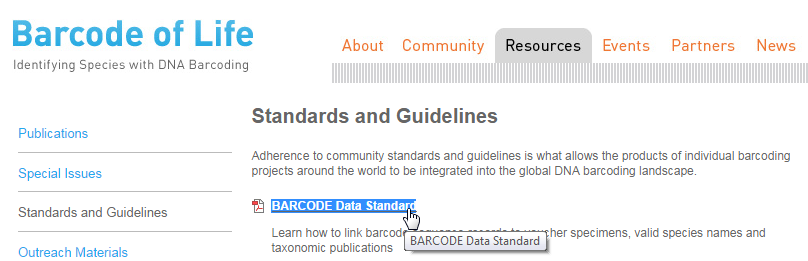 Barcode of Life
Identifying Species with DNA Barcoding
About Community Resources Events Partners News
Publications
Special Issues
Standards and Guidelines
Outreach Materials
Standards and Guidelines
Adherence to community standards and guidelines is what allows the products of individual barcoding
projects around the world to be integrated into the global DNA barcoding landscape.
BARCODE Data Standard
Learn how to link barcode to voucher specimens, valid species names and
BARCODE Data Standard
taxonomic publications